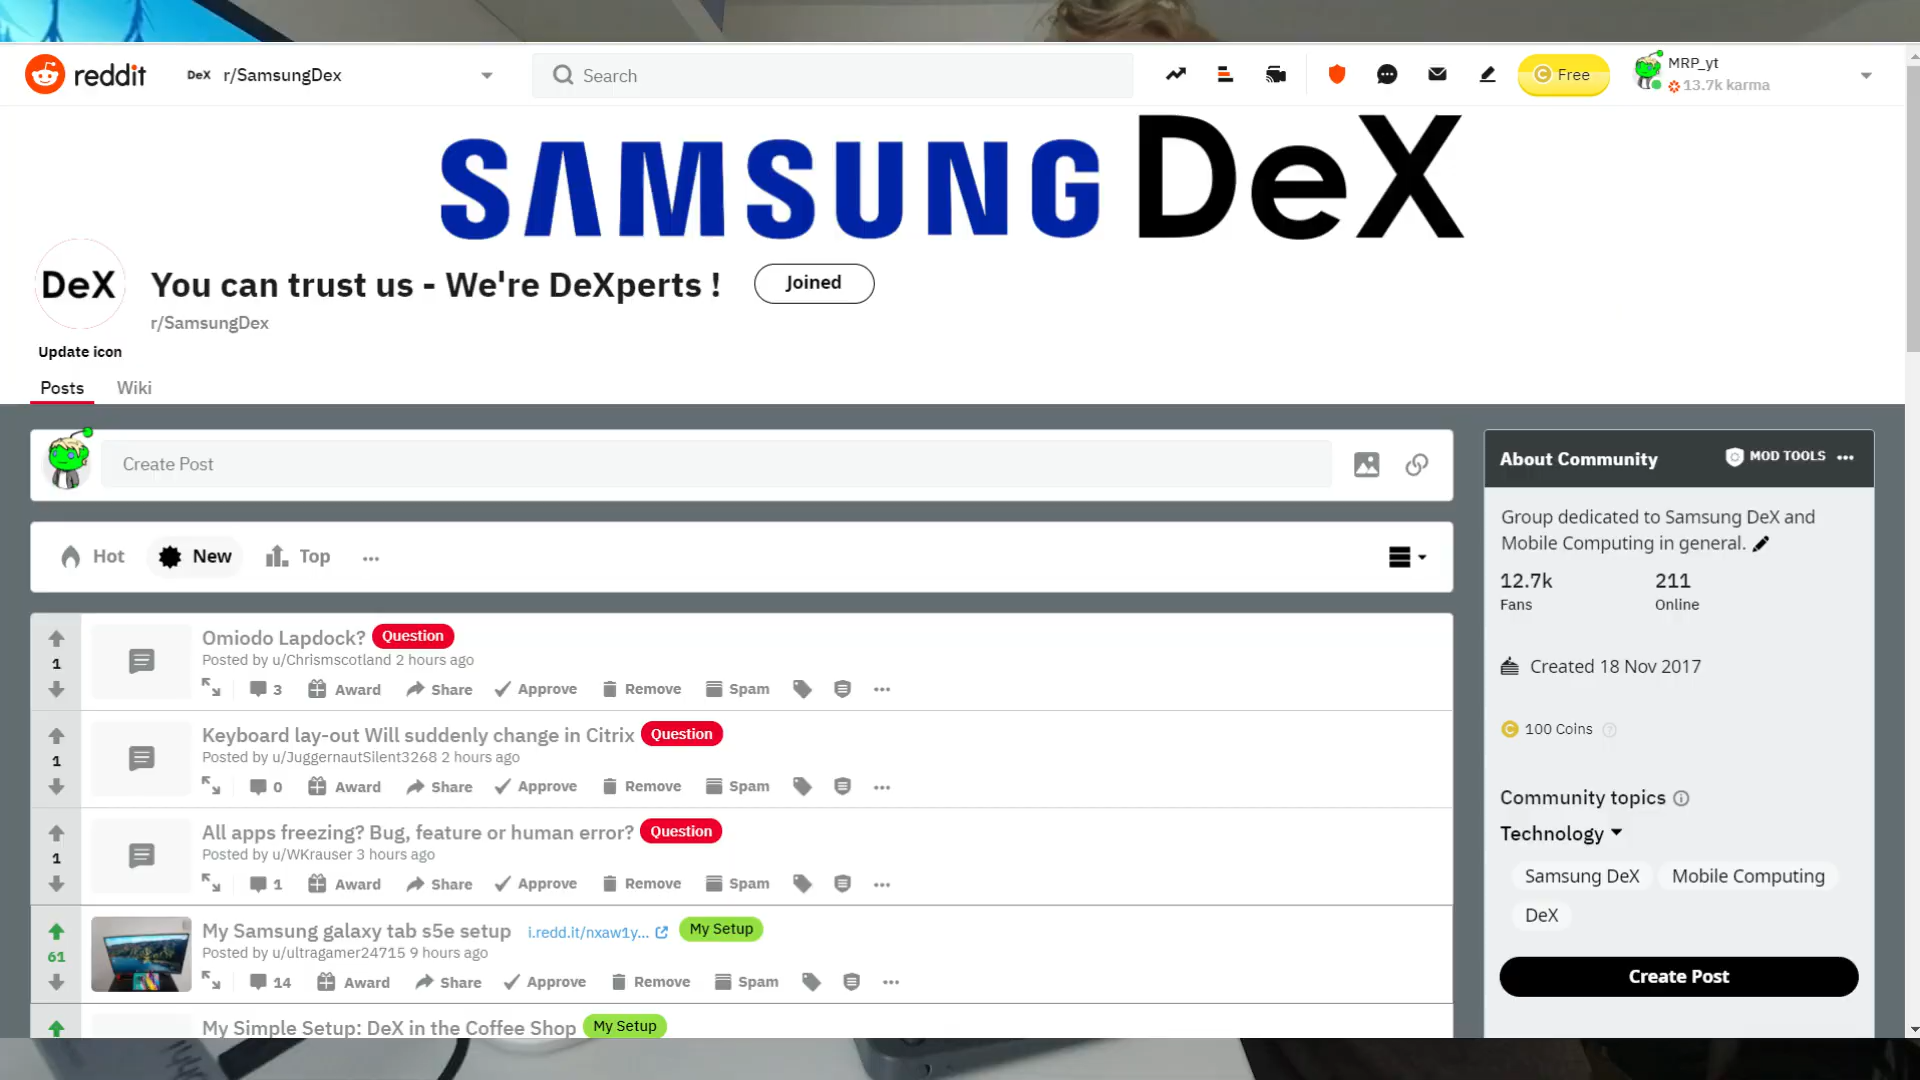 reddit
DeX r/SamsungDex
Search
Free
MRP_yt
13.7k karma
SAMSUNG DeX
DeX
You can trust us - We're DeXperts !
Joined
r/SamsungDex
Update icon
Posts Wiki
Create Post
Hot New Top ...
1
Omiodo Lapdock? Question
Posted by u/Chrismscotland 2 hours ago
3 Award Share Approve Remove Spam
1
Keyboard lay-out Will suddenly change in Citrix Question
Posted by u/JuggernautSilent3268 2 hours ago
0 Award Share Approve Remove Spam
1
All apps freezing? Bug, feature or human error? Question
Posted by u/WKrauser 3 hours ago
1 Award Share Approve Remove Spam
61
My Samsung galaxy tab s5e setup i.redd.it/nxaw1y... My Setup
Posted by u/ultragamer24715 9 hours ago
14 Award Share Approve Remove Spam
My Simple Setup: DeX in the Coffee Shop My Setup
About Community MOD TOOLS
Group dedicated to Samsung DeX and
Mobile Computing in general.
12.7k 211
Fans Online
Created 18 Nov 2017
100 Coins
Community topics
Technology
Samsung DeX Mobile Computing
DeX
Create Post